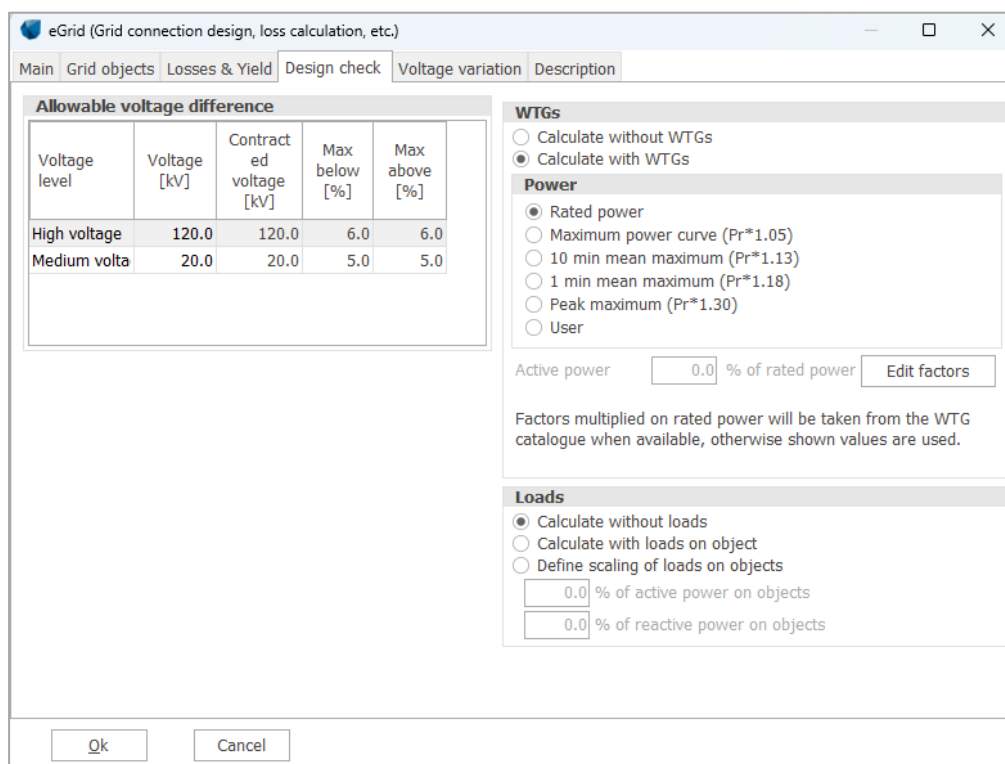 eGrid (Grid connection design, loss calculation, etc.)
Main Grid objects Losses & Yield Design check Voltage variation Description
Allowable voltage difference
Voltage level
Voltage [kV]
Contract
ed
voltage
[kV]
Max
below
[%]
Max
above
[%]
High voltage 120.0 120.0 6.0 6.0
Medium volta 20.0 20.0 5.0 5.0
WTGs
Calculate without WTGs
Calculate with WTGs
Power
Rated power
Maximum power curve (Pr*1.05)
10 min mean maximum (Pr*1.13)
1 min mean maximum (Pr*1.18)
Peak maximum (Pr*1.30)
User
Active power 0.0 % of rated power Edit factors
Factors multiplied on rated power will be taken from the WTG
catalogue when available, otherwise shown values are used.
Loads
Calculate without loads
Calculate with loads on object
Define scaling of loads on objects
0.0 % of active power on objects
0.0 % of reactive power on objects
Ok Cancel